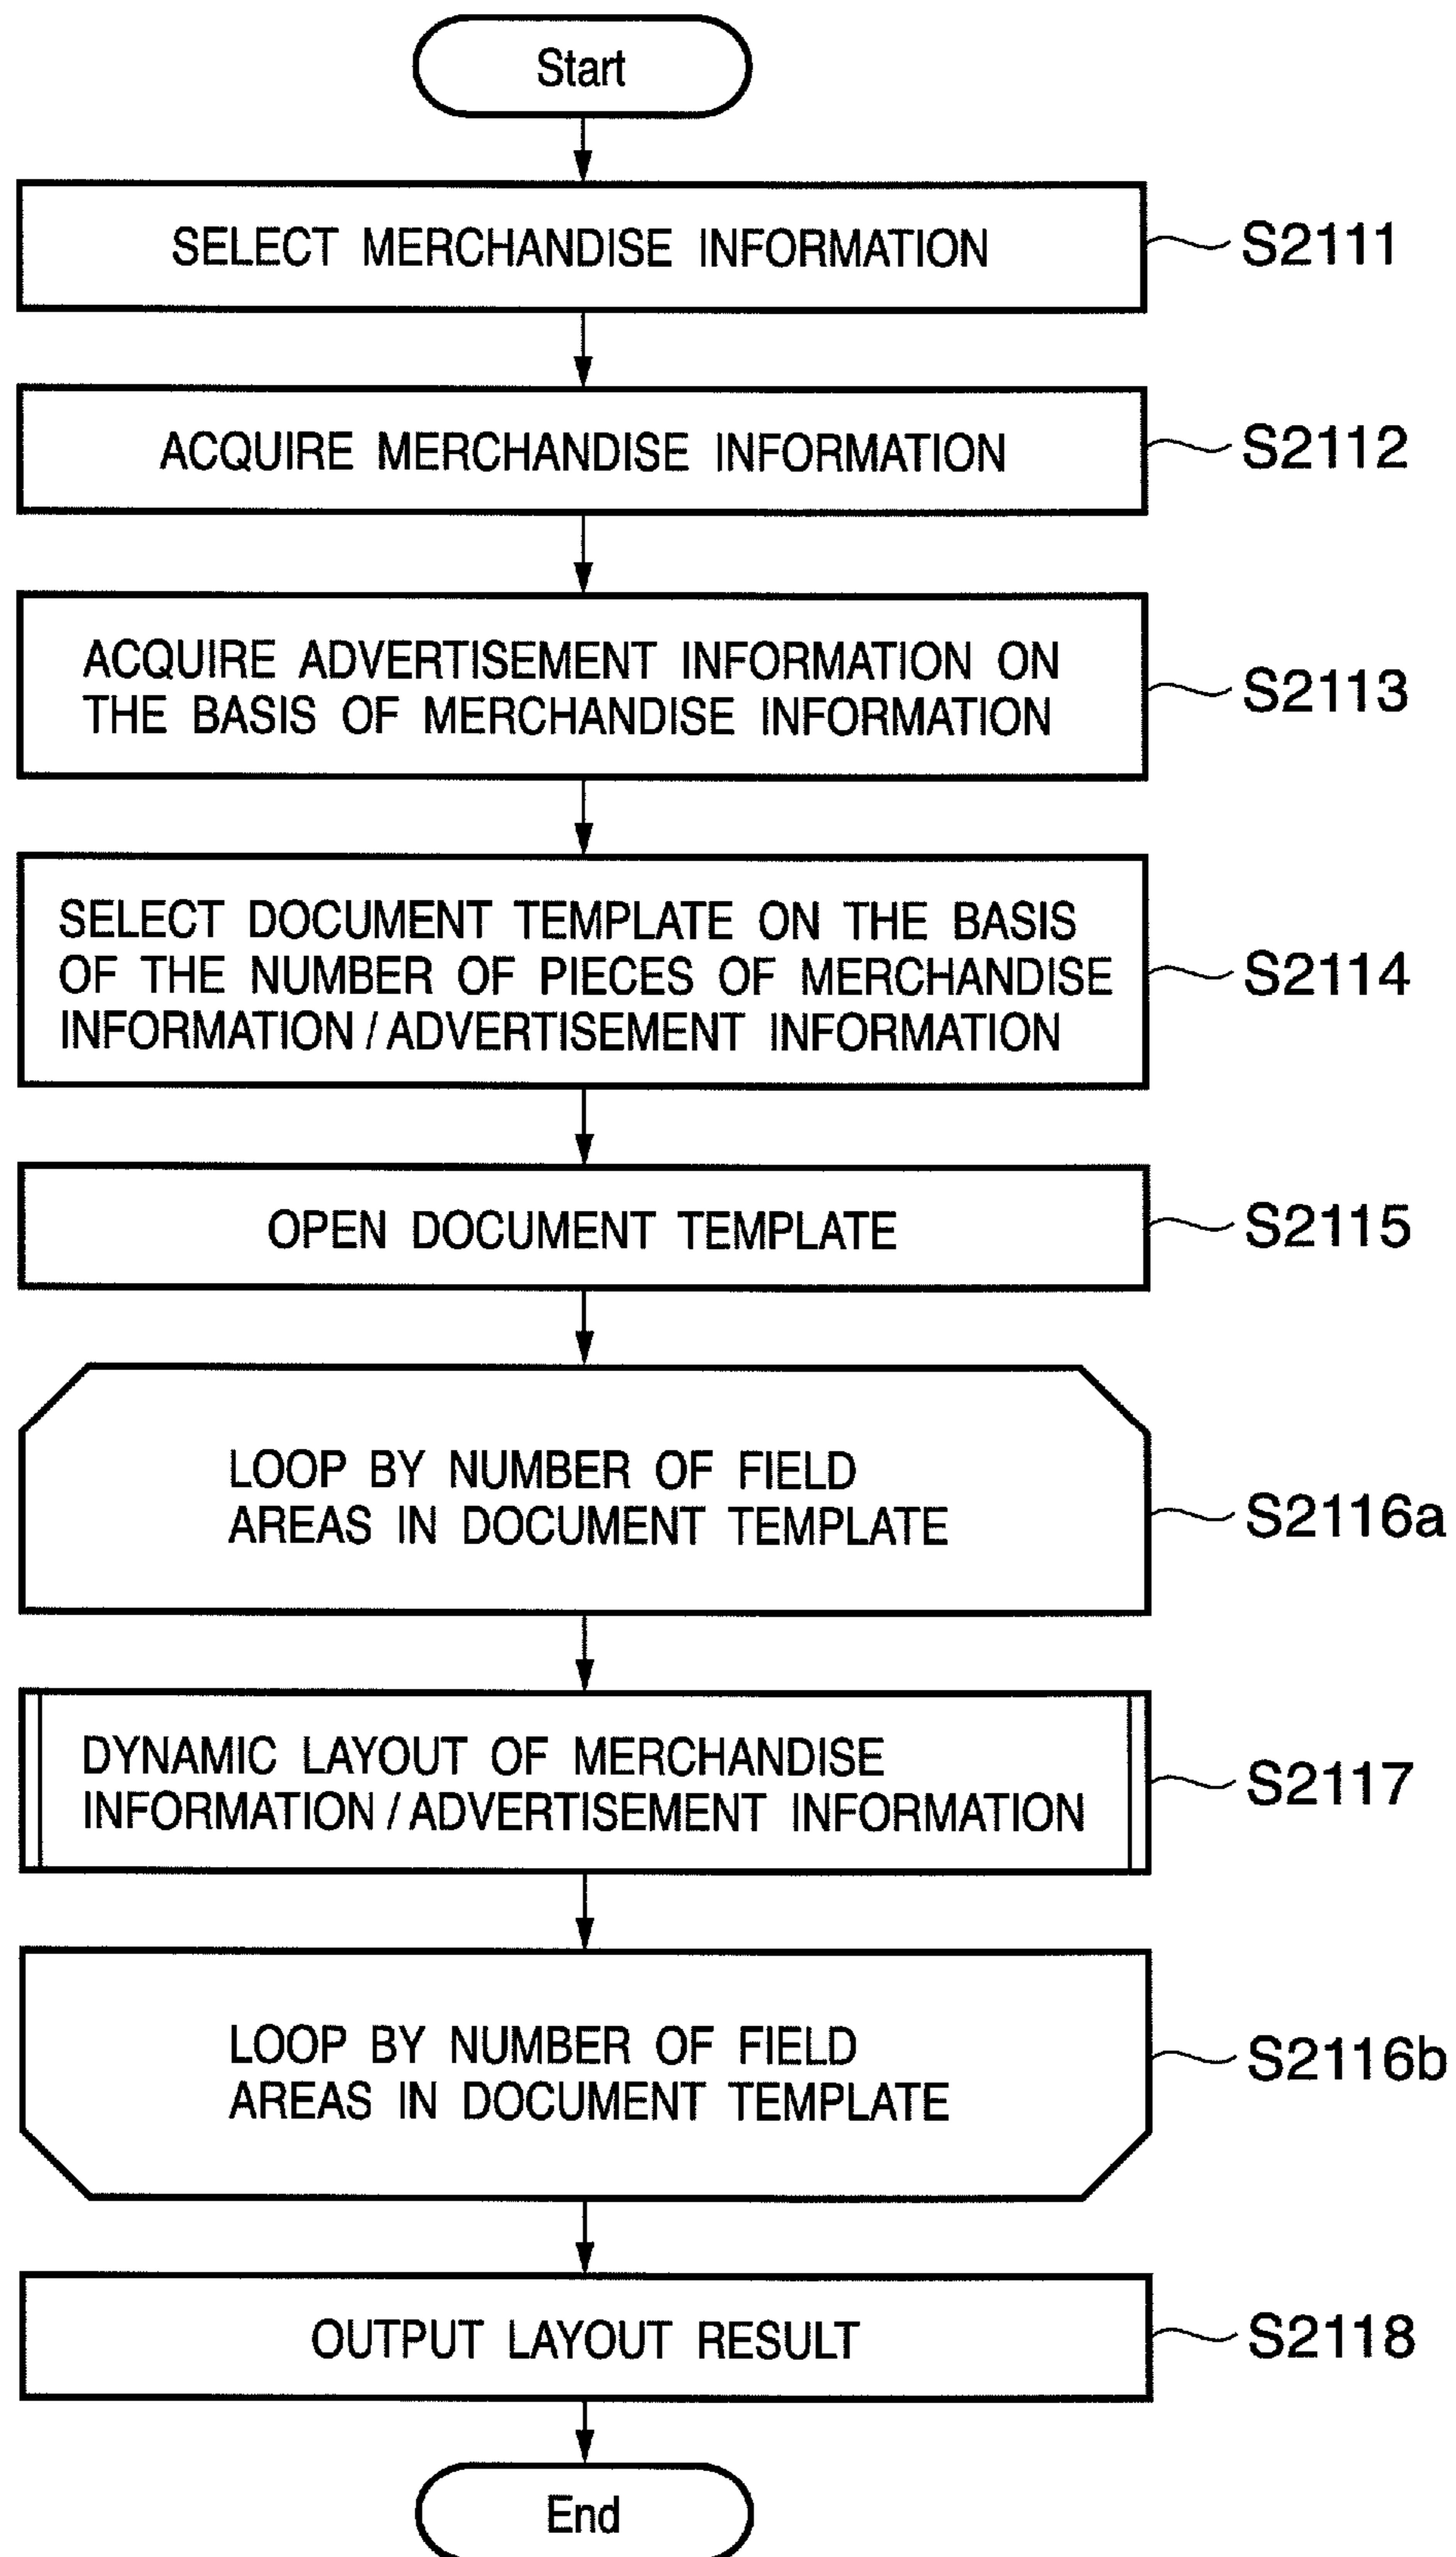 Start
SELECT MERCHANDISE INFORMATION
S2111
ACQUIRE MERCHANDISE INFORMATION
S2112
ACQUIRE ADVERTISEMENT INFORMATION ON
THE BASIS OF MERCHANDISE INFORMATION
S2113
SELECT DOCUMENT TEMPLATE ON THE BASIS
OF THE NUMBER OF PIECES OF MERCHANDISE
INFORMATION / ADVERTISEMENT INFORMATION
S2114
OPEN DOCUMENT TEMPLATE
S2115
LOOP BY NUMBER OF FIELD
AREAS IN DOCUMENT TEMPLATE
S2116a
DYNAMIC LAYOUT OF MERCHANDISE
INFORMATION / ADVERTISEMENT INFORMATION
S2117
LOOP BY NUMBER OF FIELD
AREAS IN DOCUMENT TEMPLATE
S2116b
OUTPUT LAYOUT RESULT
S2118
End